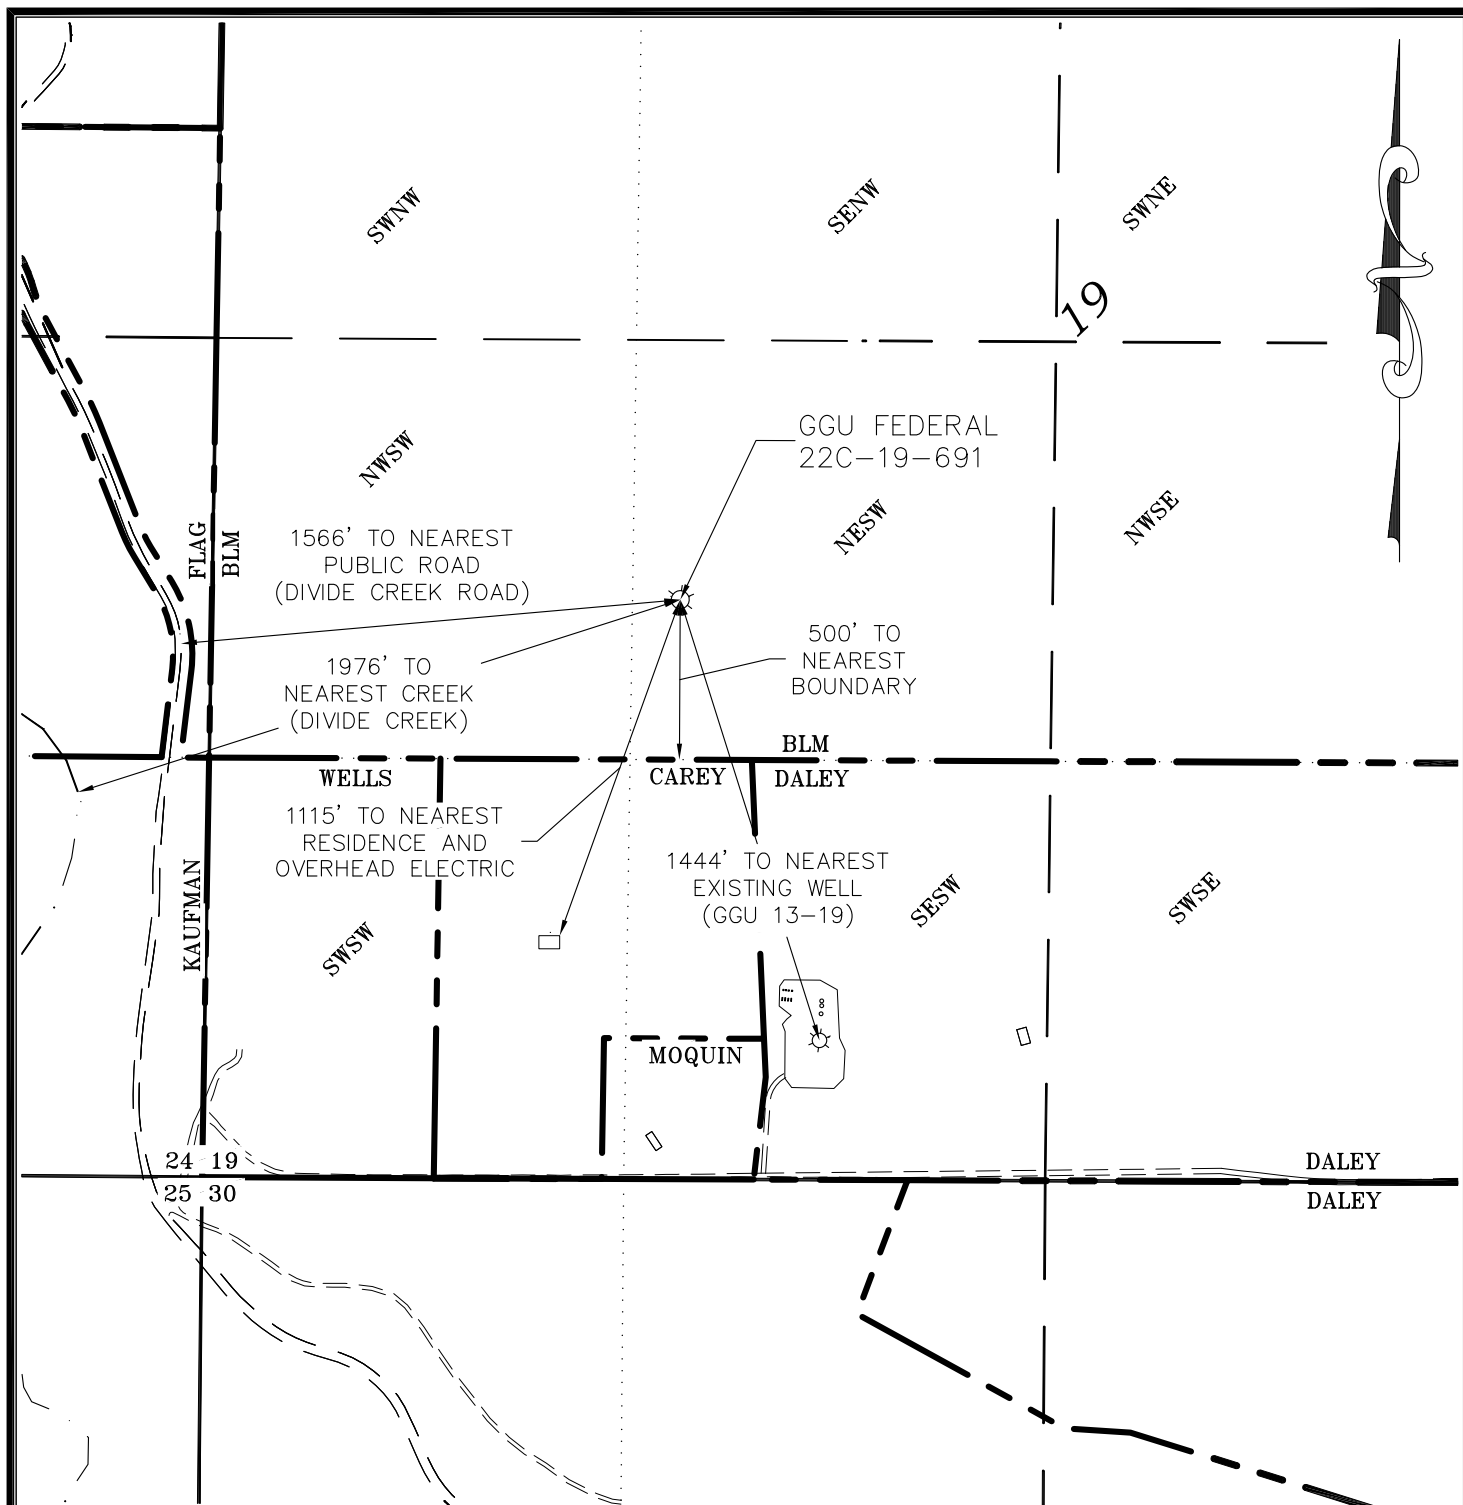 SWNW
SENW
SWNE
19
GGU FEDERAL
22C-19-691
NWSW
NESW
NWSE
FLAG
BLM
1566' TO NEAREST
PUBLIC ROAD
(DIVIDE CREEK ROAD)
500' TO
NEAREST
BOUNDARY
1976' TO
NEAREST CREEK
(DIVIDE CREEK)
BLM
WELLS
CAREY
DALEY
1115' TO NEAREST
RESIDENCE AND
OVERHEAD ELECTRIC
1444' TO NEAREST
EXISTING WELL
(GGU 13-19)
KAUFMAN
SWSW
SESW
SWSE
MOQUIN
24 19
25 30
DALEY
DALEY